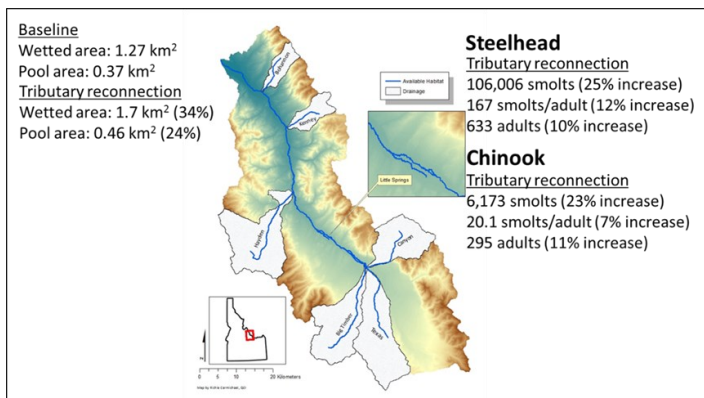 Baseline
Wetted area: 1.27 km²
Pool area: 0.37 km²
Tributary reconnection
Wetted area: 1.7 km² (34%)
Pool area: 0.46 km² (24%)
Bohannon
Kenney
Hayden
Little Springs
Canyon
Big Timber
Texas
Available Habitat
Drainage
0 5 10 20 Kilometers
Steelhead
Tributary reconnection
106,006 smolts (25% increase)
167 smolts/adult (12% increase)
633 adults (10% increase)
Chinook
Tributary reconnection
6,173 smolts (23% increase)
20.1 smolts/adult (7% increase)
295 adults (11% increase)